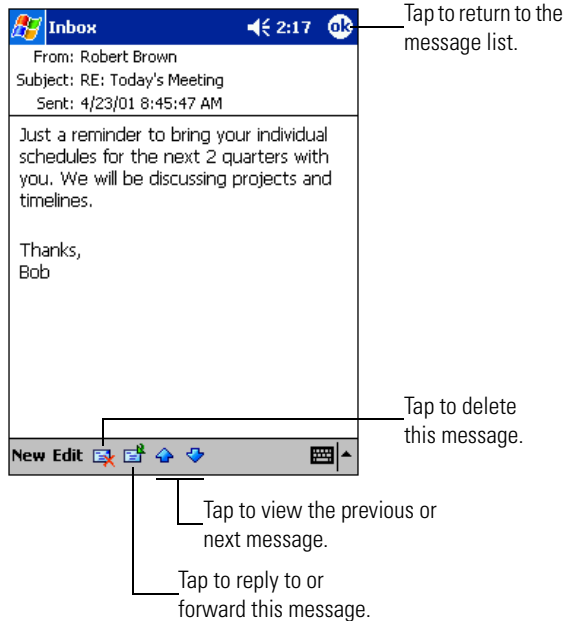 Inbox 2:17 ok
Tap to return to the
message list.
From: Robert Brown
Subject: RE: Today's Meeting
Sent: 4/23/01 8:45:47 AM
Just a reminder to bring your individual
schedules for the next 2 quarters with
you. We will be discussing projects and
timelines.
Thanks,
Bob
Tap to delete
this message.
New Edit
Tap to view the previous or
next message.
Tap to reply to or
forward this message.